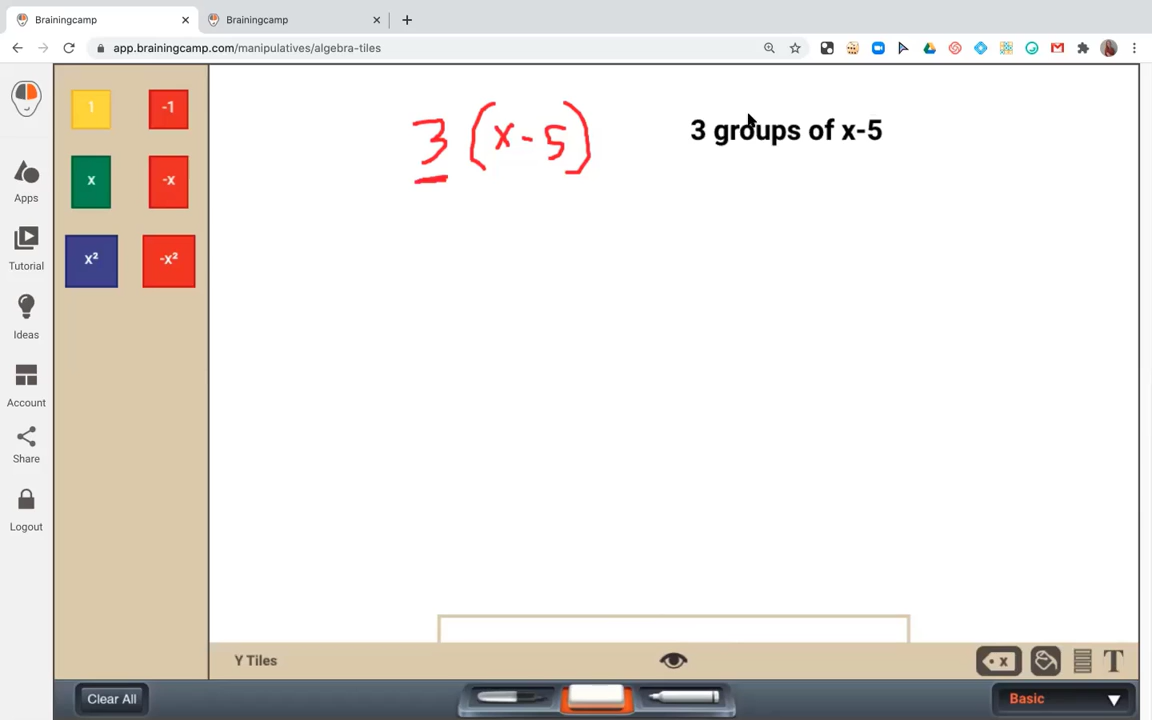 Brainingcamp
Brainingcamp
app.brainingcamp.com/manipulatives/algebra-tiles
1
-1
x
-x
x²
-x²
3 (x-5)
3 groups of x-5
Apps
Tutorial
Ideas
Account
Share
Logout
Y Tiles
x
T
Clear All
Basic